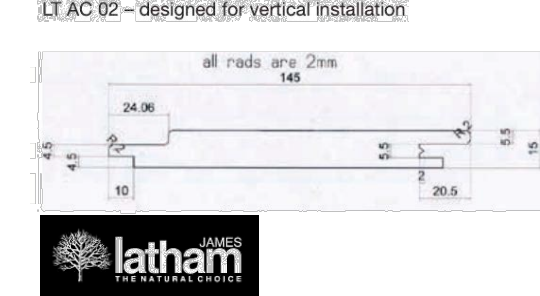 LT AC 02 – designed for vertical installation
all rads are 2mm
145
24.06
R2
R2
4.5
4.5
5.5
5.5
15
10
2
20.5
JAMES
latham
THE NATURAL CHOICE